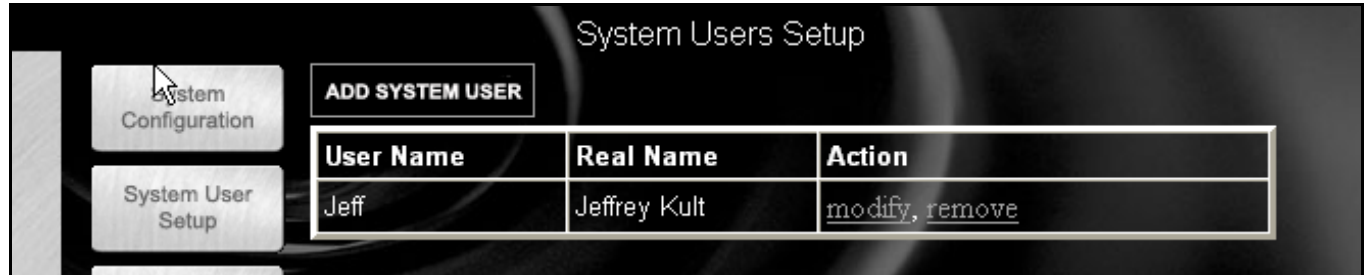 System Users Setup
System
Configuration
ADD SYSTEM USER
User Name Real Name Action
System User
Setup
Jeff Jeffrey Kult modify, remove